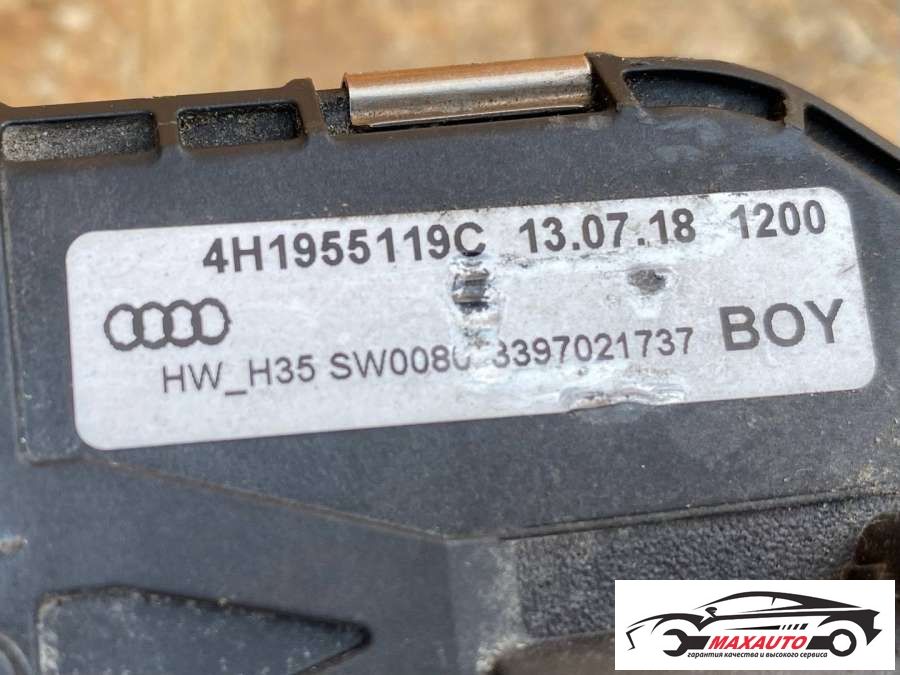 4H1955119C 13.07.18 1200
HW_H35 SW0080 3397021737 BOY
MAXAUTO
гарантия качества и высокого сервиса